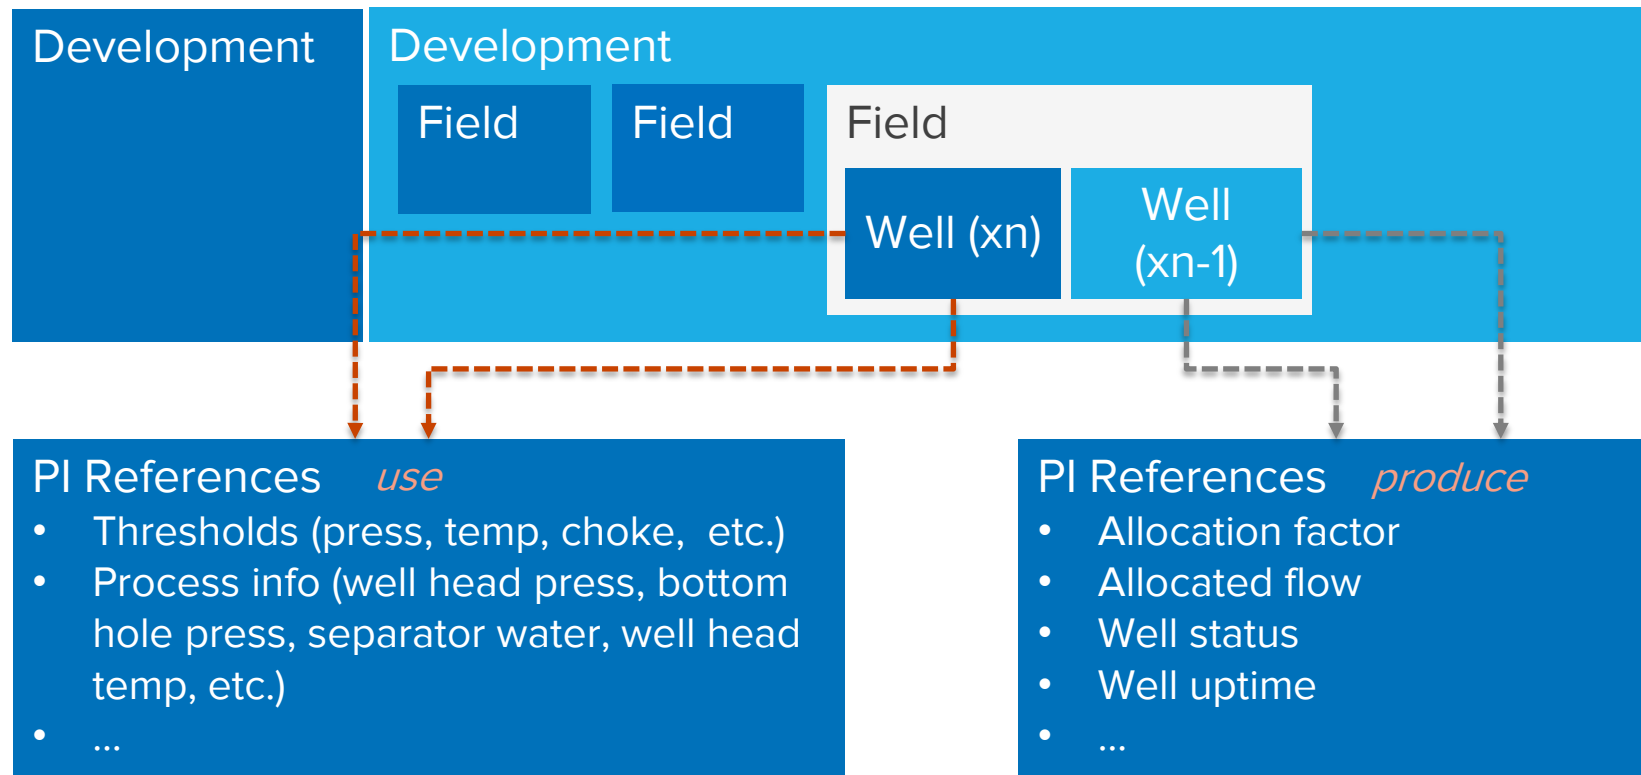 Development
Development
Field
Field
Field
Well (xn)
Well
(xn-1)
PI References use
• Thresholds (press, temp, choke, etc.)
• Process info (well head press, bottom
hole press, separator water, well head
temp, etc.)
• ...
PI References produce
• Allocation factor
• Allocated flow
• Well status
• Well uptime
• ...